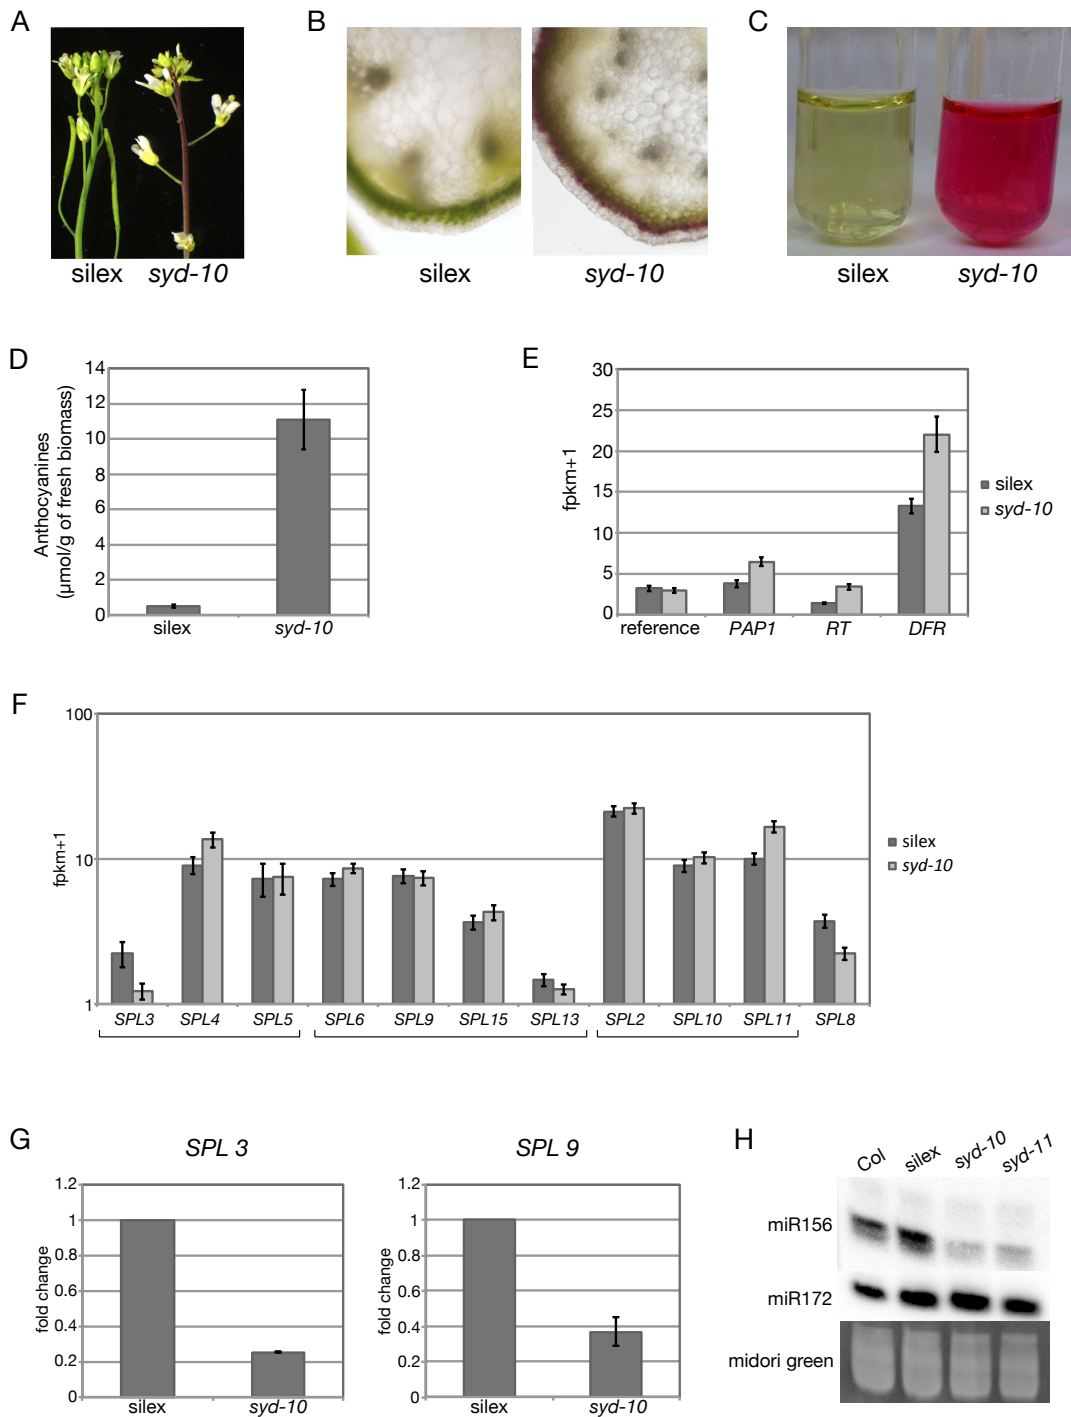 A
B
C
silex syd-10
silex
syd-10
silex
syd-10
D
Anthocyanines
(µmol/g of fresh biomass)
14
12
10
8
6
4
2
0
silex
syd-10
E
fpkm+1
30
25
20
15
10
5
0
reference
PAP1
RT
DFR
silex
syd-10
F
fpkm+1
100
10
1
SPL3
SPL4
SPL5
SPL6
SPL9
SPL15
SPL13
SPL2
SPL10
SPL11
SPL8
silex
syd-10
G
SPL 3
fold change
1.2
1
0.8
0.6
0.4
0.2
0
silex
syd-10
SPL 9
fold change
1.2
1
0.8
0.6
0.4
0.2
0
silex
syd-10
H
Col
silex
syd-10
syd-11
miR156
miR172
midori green